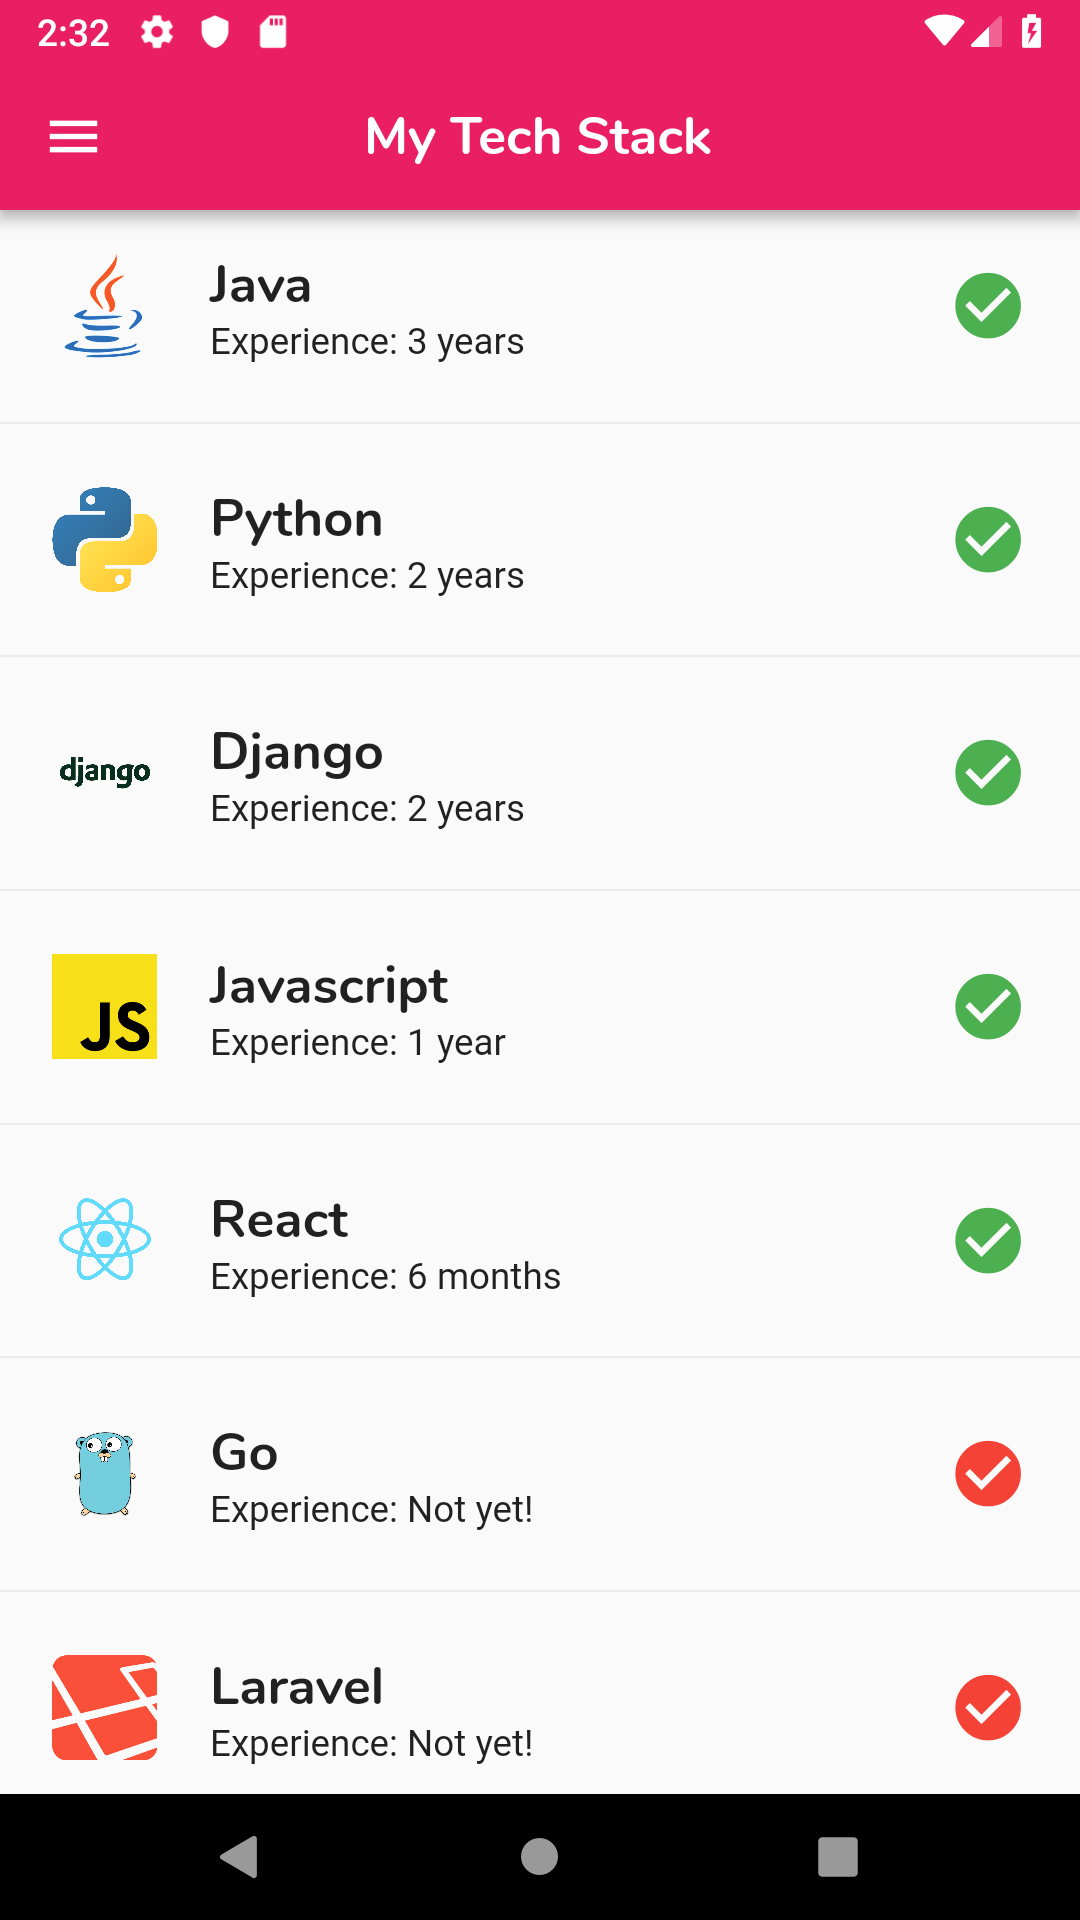 2:32
My Tech Stack
Java
Experience: 3 years
Python
Experience: 2 years
django
Django
Experience: 2 years
JS
Javascript
Experience: 1 year
React
Experience: 6 months
Go
Experience: Not yet!
Laravel
Experience: Not yet!